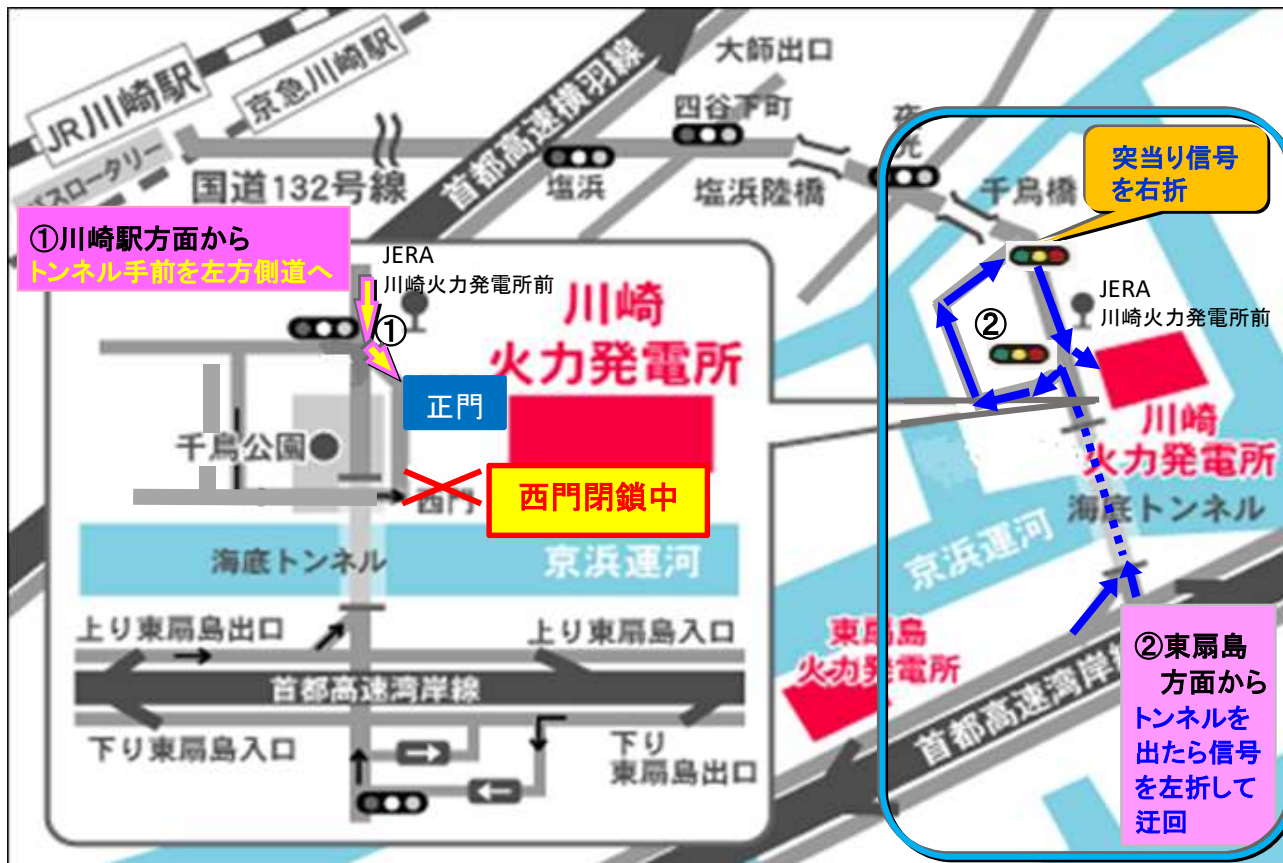 JR川崎駅
バスロータリー
京急川崎駅
国道132号線
首都高速横羽線
大師出口
四谷下町
塩浜
塩浜陸橋
夜光
千鳥橋
突当り信号
を右折
①川崎駅方面から
トンネル手前を左方側道へ
JERA
川崎火力発電所前
①
川崎
火力発電所
正門
千鳥公園
西門
西門閉鎖中
海底トンネル
京浜運河
上り東扇島出口
上り東扇島入口
首都高速湾岸線
下り東扇島入口
下り
東扇島出口
②
JERA
川崎火力発電所前
川崎
火力発電所
海底トンネル
京浜運河
東扇島
火力発電所
首都高速湾岸線
②東扇島
方面から
トンネルを
出たら信号
を左折して
迂回